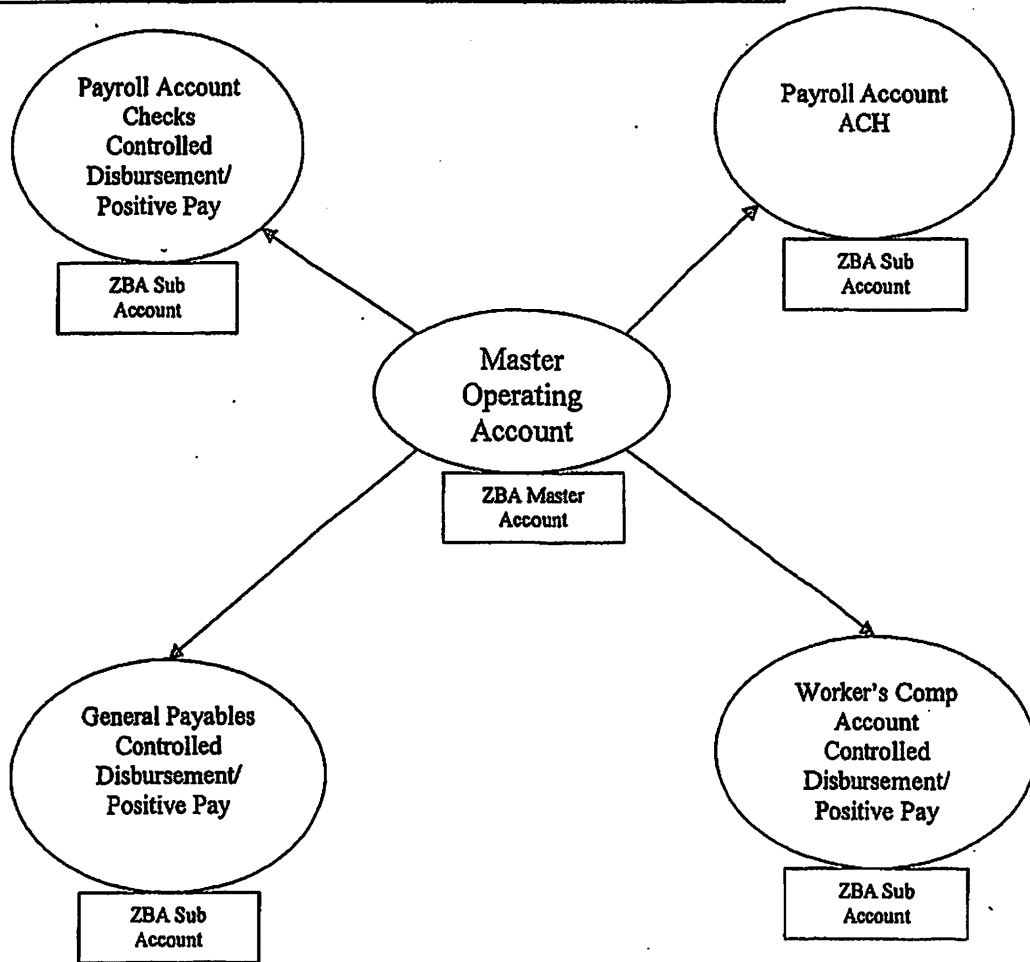 Payroll Account
Checks
Controlled
Disbursement/
Positive Pay
ZBA Sub
Account
Payroll Account
ACH
ZBA Sub
Account
Master
Operating
Account
ZBA Master
Account
General Payables
Controlled
Disbursement/
Positive Pay
ZBA Sub
Account
Worker's Comp
Account
Controlled
Disbursement/
Positive Pay
ZBA Sub
Account